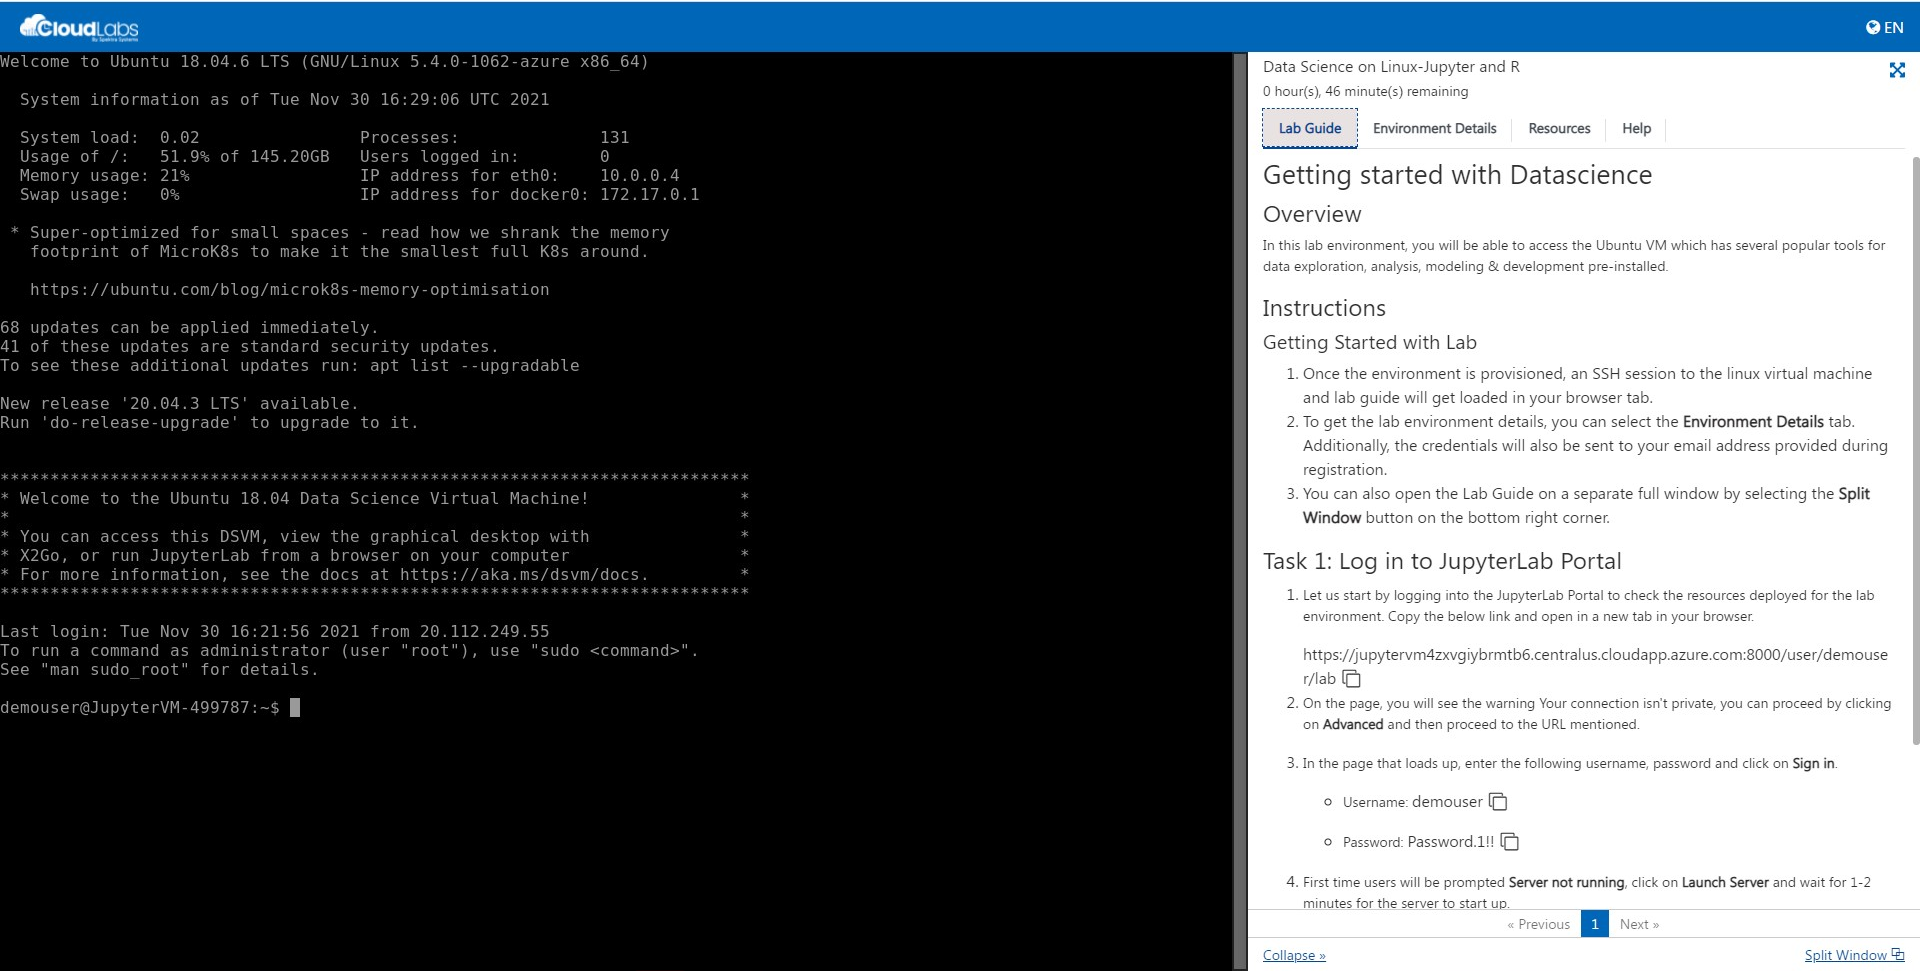 CloudLabs
By Spektra Systems
EN
Welcome to Ubuntu 18.04.6 LTS (GNU/Linux 5.4.0-1062-azure x86_64)
System information as of Tue Nov 30 16:29:06 UTC 2021
System load:  0.02                Processes:              131
Usage of /:   51.9% of 145.20GB   Users logged in:        0
Memory usage: 21%                 IP address for eth0:    10.0.0.4
Swap usage:   0%                  IP address for docker0: 172.17.0.1
* Super-optimized for small spaces - read how we shrank the memory
footprint of MicroK8s to make it the smallest full K8s around.
https://ubuntu.com/blog/microk8s-memory-optimisation
68 updates can be applied immediately.
41 of these updates are standard security updates.
To see these additional updates run: apt list --upgradable
New release '20.04.3 LTS' available.
Run 'do-release-upgrade' to upgrade to it.
***************************************************************************
* Welcome to the Ubuntu 18.04 Data Science Virtual Machine!               *
*                                                                         *
* You can access this DSVM, view the graphical desktop with               *
* X2Go, or run JupyterLab from a browser on your computer                 *
* For more information, see the docs at https://aka.ms/dsvm/docs.         *
***************************************************************************
Last login: Tue Nov 30 16:21:56 2021 from 20.112.249.55
To run a command as administrator (user "root"), use "sudo <command>".
See "man sudo_root" for details.
demouser@JupyterVM-499787:~$
Data Science on Linux-Jupyter and R
0 hour(s), 46 minute(s) remaining
Lab Guide Environment Details Resources Help
Getting started with Datascience
Overview
In this lab environment, you will be able to access the Ubuntu VM which has several popular tools for
data exploration, analysis, modeling & development pre-installed.
Instructions
Getting Started with Lab
1. Once the environment is provisioned, an SSH session to the linux virtual machine
and lab guide will get loaded in your browser tab.
2. To get the lab environment details, you can select the Environment Details tab.
Additionally, the credentials will also be sent to your email address provided during
registration.
3. You can also open the Lab Guide on a separate full window by selecting the Split
Window button on the bottom right corner.
Task 1: Log in to JupyterLab Portal
1. Let us start by logging into the JupyterLab Portal to check the resources deployed for the lab
environment. Copy the below link and open in a new tab in your browser.
https://jupytervm4zxvgiybrmtb6.centralus.cloudapp.azure.com:8000/user/demouse
r/lab
2. On the page, you will see the warning Your connection isn't private, you can proceed by clicking
on Advanced and then proceed to the URL mentioned.
3. In the page that loads up, enter the following username, password and click on Sign in.
Username: demouser
Password: Password.1!!
4. First time users will be prompted Server not running, click on Launch Server and wait for 1-2
minutes for the server to start up.
« Previous 1 Next »
Collapse »
Split Window